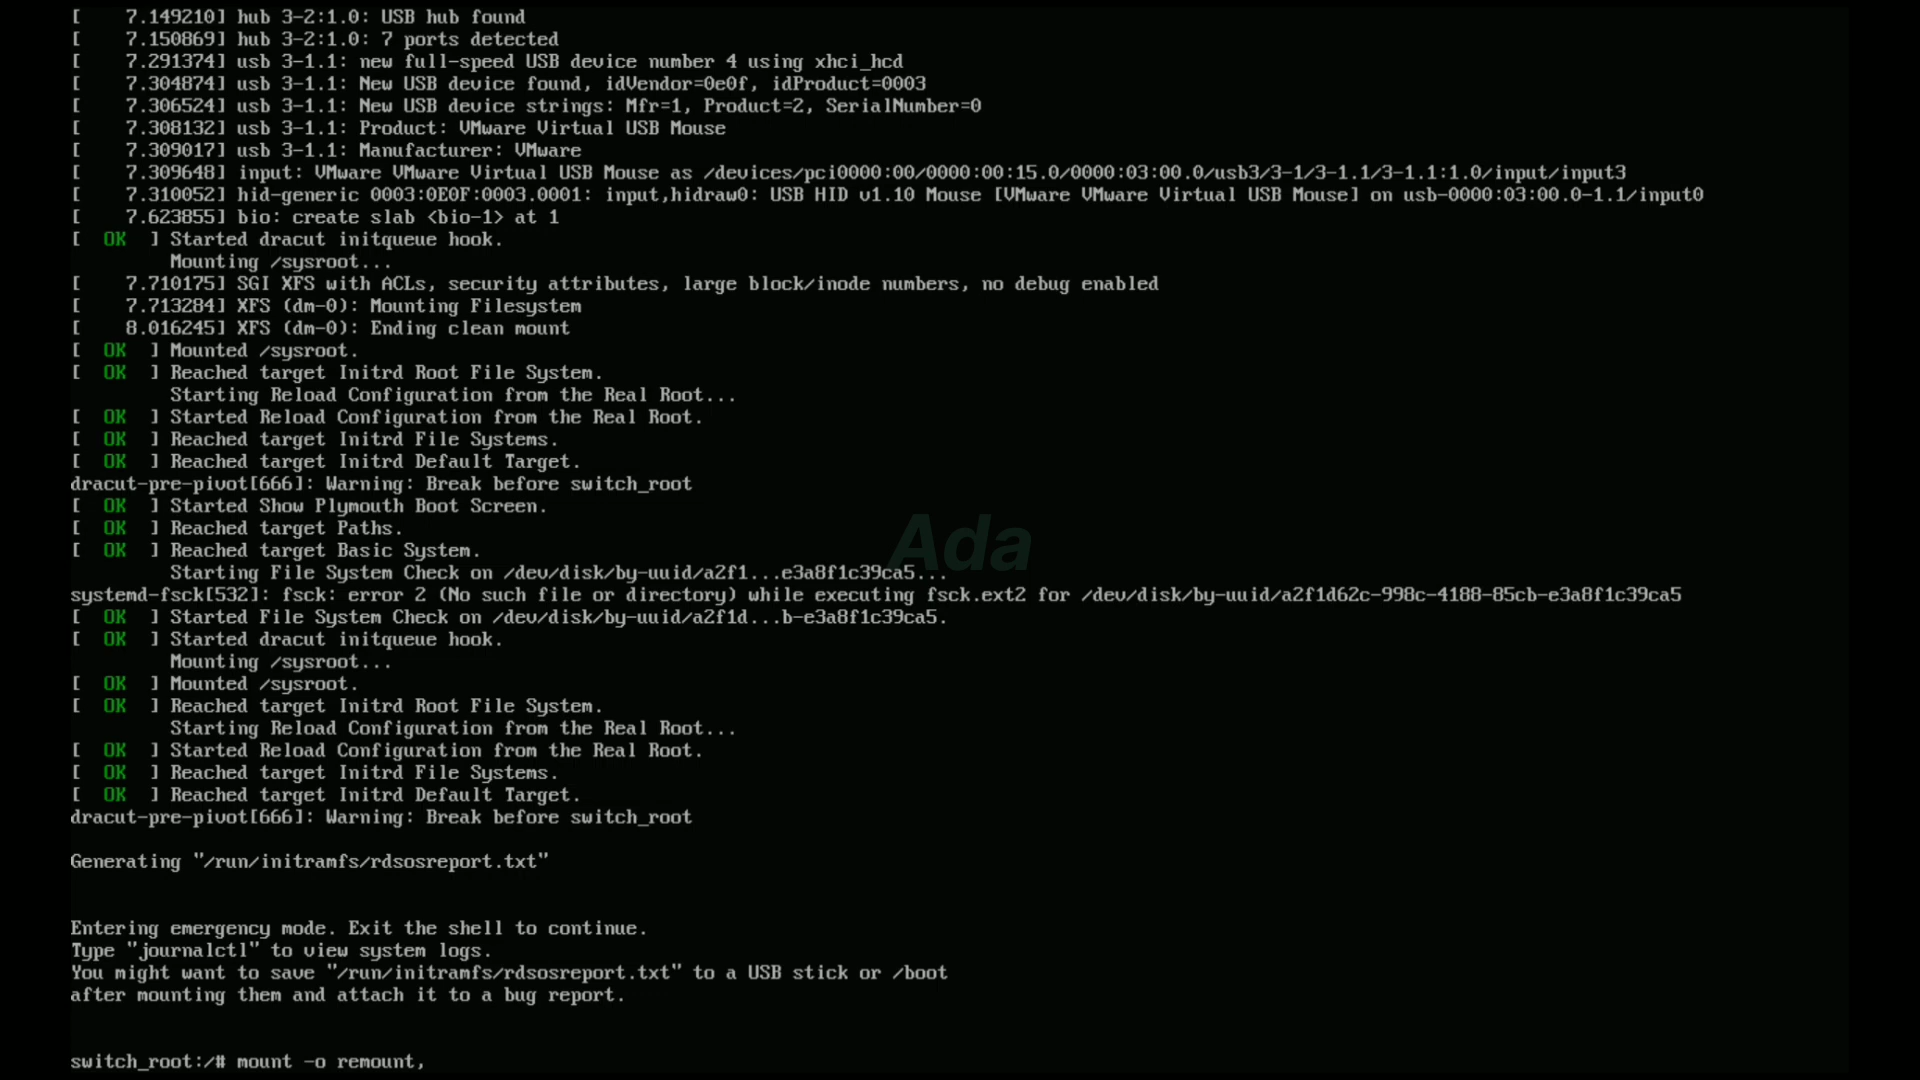 [    7.149210] hub 3-2:1.0: USB hub found
[    7.150869] hub 3-2:1.0: 7 ports detected
[    7.291374] usb 3-1.1: new full-speed USB device number 4 using xhci_hcd
[    7.304874] usb 3-1.1: New USB device found, idVendor=0e0f, idProduct=0003
[    7.306524] usb 3-1.1: New USB device strings: Mfr=1, Product=2, SerialNumber=0
[    7.308132] usb 3-1.1: Product: VMware Virtual USB Mouse
[    7.309017] usb 3-1.1: Manufacturer: VMware
[    7.309648] input: VMware VMware Virtual USB Mouse as /devices/pci0000:00/0000:00:15.0/0000:03:00.0/usb3/3-1/3-1.1/3-1.1:1.0/input/input3
[    7.310052] hid-generic 0003:0E0F:0003.0001: input,hidraw0: USB HID v1.10 Mouse [VMware VMware Virtual USB Mouse] on usb-0000:03:00.0-1.1/input0
[    7.623855] bio: create slab <bio-1> at 1
[  OK  ] Started dracut initqueue hook.
         Mounting /sysroot...
[    7.710175] SGI XFS with ACLs, security attributes, large block/inode numbers, no debug enabled
[    7.713284] XFS (dm-0): Mounting Filesystem
[    8.016245] XFS (dm-0): Ending clean mount
[  OK  ] Mounted /sysroot.
[  OK  ] Reached target Initrd Root File System.
         Starting Reload Configuration from the Real Root...
[  OK  ] Started Reload Configuration from the Real Root.
[  OK  ] Reached target Initrd File Systems.
[  OK  ] Reached target Initrd Default Target.
dracut-pre-pivot[666]: Warning: Break before switch_root
[  OK  ] Started Show Plymouth Boot Screen.
[  OK  ] Reached target Paths.
[  OK  ] Reached target Basic System.
Ada
         Starting File System Check on /dev/disk/by-uuid/a2f1...e3a8f1c39ca5...
systemd-fsck[532]: fsck: error 2 (No such file or directory) while executing fsck.ext2 for /dev/disk/by-uuid/a2f1d62c-998c-4188-85cb-e3a8f1c39ca5
[  OK  ] Started File System Check on /dev/disk/by-uuid/a2f1d...b-e3a8f1c39ca5.
[  OK  ] Started dracut initqueue hook.
         Mounting /sysroot...
[  OK  ] Mounted /sysroot.
[  OK  ] Reached target Initrd Root File System.
         Starting Reload Configuration from the Real Root...
[  OK  ] Started Reload Configuration from the Real Root.
[  OK  ] Reached target Initrd File Systems.
[  OK  ] Reached target Initrd Default Target.
dracut-pre-pivot[666]: Warning: Break before switch_root
Generating "/run/initramfs/rdsosreport.txt"
Entering emergency mode. Exit the shell to continue.
Type "journalctl" to view system logs.
You might want to save "/run/initramfs/rdsosreport.txt" to a USB stick or /boot
after mounting them and attach it to a bug report.
switch_root:/# mount -o remount,